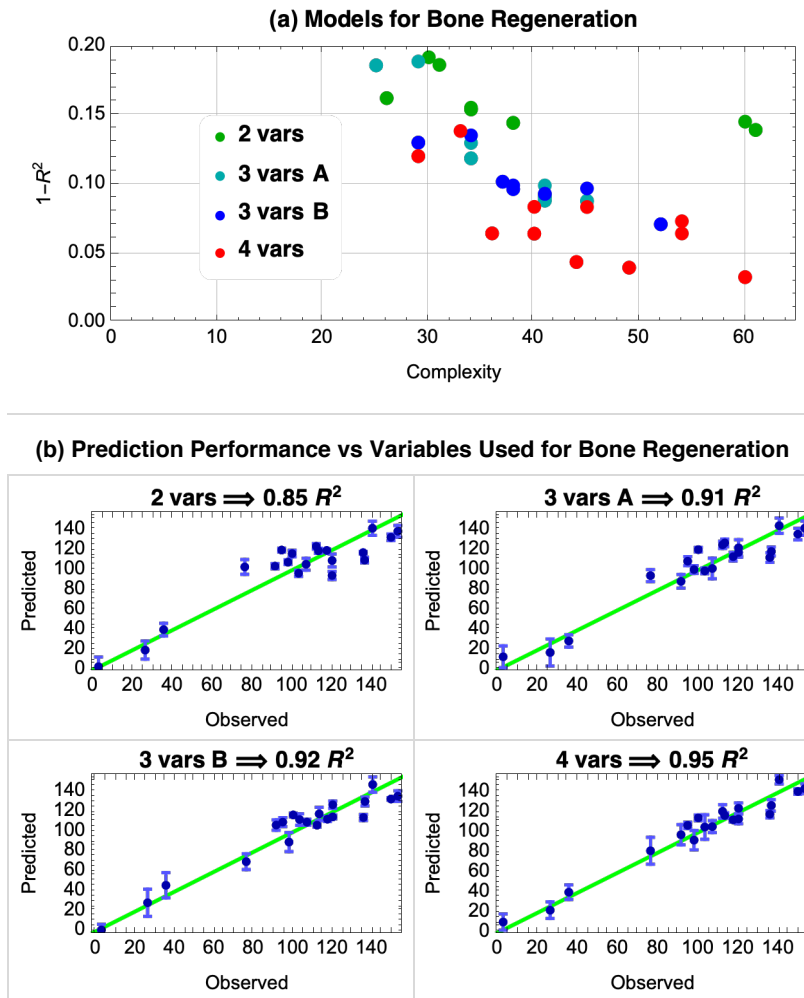 (a) Models for Bone Regeneration
0.20
0.15
0.10
0.05
0.00
1–R²
2 vars
3 vars A
3 vars B
4 vars
0 10 20 30 40 50 60
Complexity
(b) Prediction Performance vs Variables Used for Bone Regeneration
2 vars ⟹ 0.85 R²
140
120
100
80
60
40
20
0
Predicted
0 20 40 60 80 100 120 140
Observed
3 vars A ⟹ 0.91 R²
140
120
100
80
60
40
20
0
Predicted
0 20 40 60 80 100 120 140
Observed
3 vars B ⟹ 0.92 R²
140
120
100
80
60
40
20
0
Predicted
0 20 40 60 80 100 120 140
Observed
4 vars ⟹ 0.95 R²
140
120
100
80
60
40
20
0
Predicted
0 20 40 60 80 100 120 140
Observed